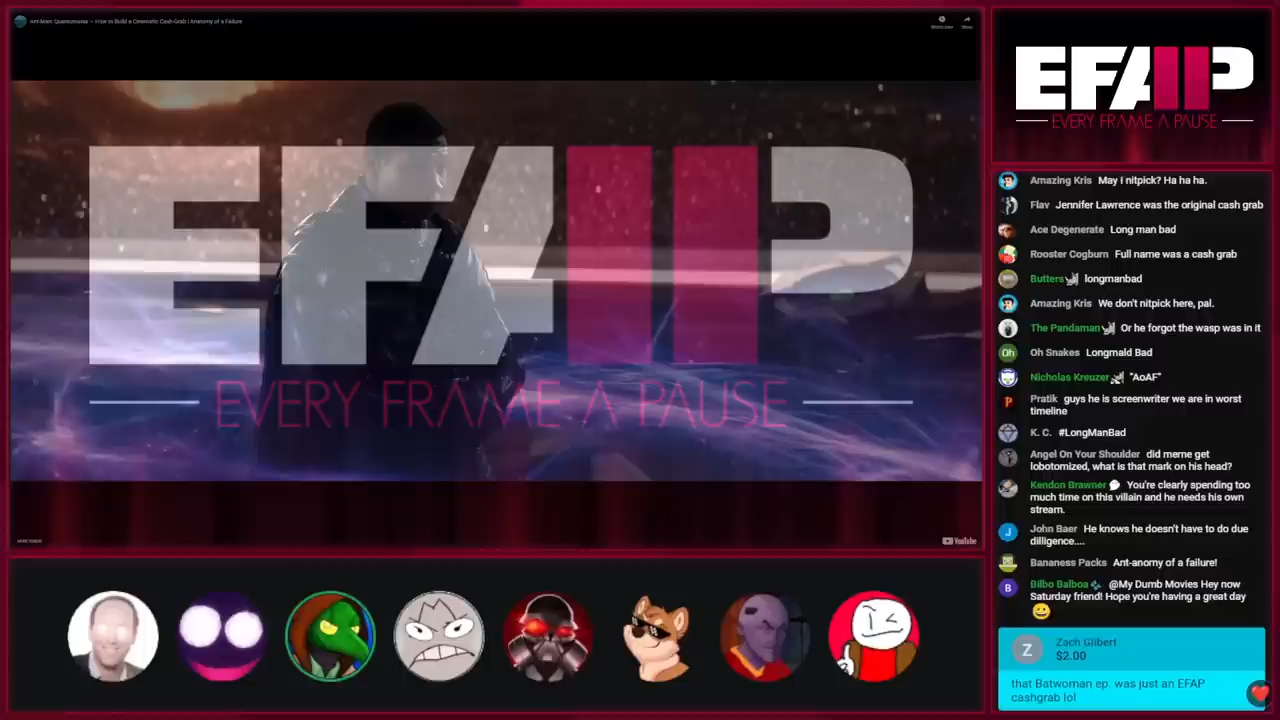 Ant-Man: Quantumania – How to Build a Cinematic Cash-Grab | Anatomy of a Failure
Watch later
Share
EFAP
EVERY FRAME A PAUSE
MORE VIDEOS
YouTube
EFAP
EVERY FRAME A PAUSE
Amazing Kris May I nitpick? Ha ha ha.
Flav Jennifer Lawrence was the original cash grab
Ace Degenerate Long man bad
Rooster Cogburn Full name was a cash grab
Butters longmanbad
Amazing Kris We don't nitpick here, pal.
The Pandaman Or he forgot the wasp was in it
Dh Oh Snakes Longmald Bad
Nicholas Kreuzer "AoAF"
P Pratik guys he is screenwriter we are in worst
timeline
K. C. #LongManBad
Angel On Your Shoulder did meme get
lobotomized, what is that mark on his head?
Kendon Brawner You're clearly spending too
much time on this villain and he needs his own
stream.
J John Baer He knows he doesn't have to do due
dilligence....
Bananess Packs Ant-anomy of a failure!
B Bilbo Balboa @My Dumb Movies Hey now
Saturday friend! Hope you're having a great day
Z Zach Glibert
$2.00
that Batwoman ep. was just an EFAP
cashgrab lol